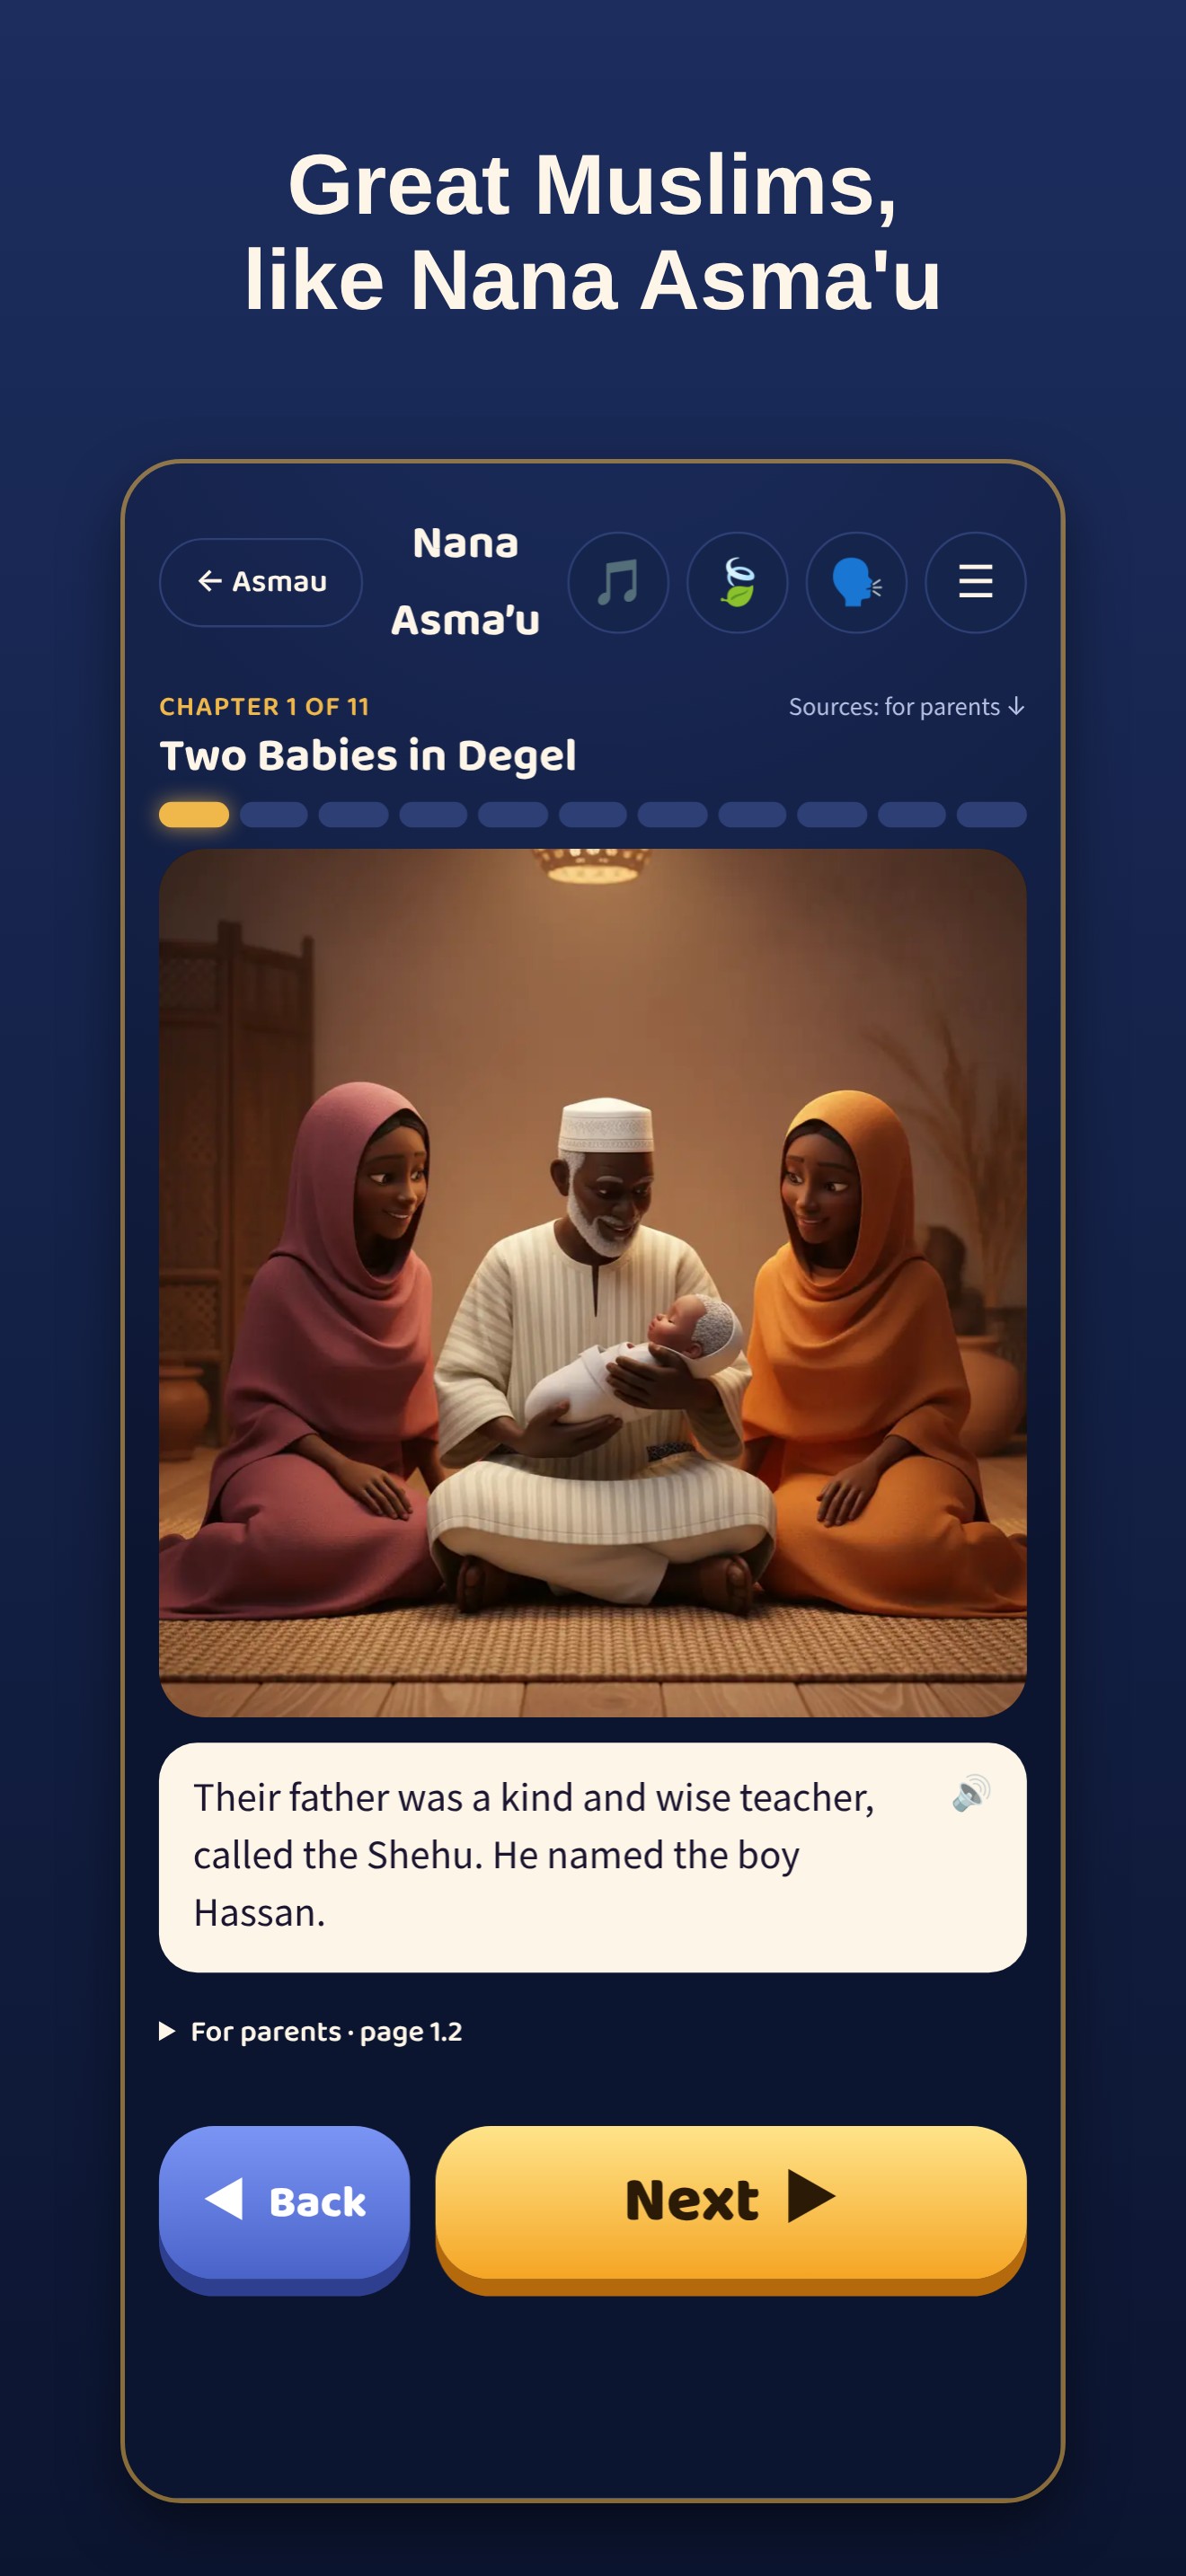 Great Muslims,
like Nana Asma'u
← Asmau
Nana
Asma’u
CHAPTER 1 OF 11
Sources: for parents ↓
Two Babies in Degel
Their father was a kind and wise teacher,
called the Shehu. He named the boy
Hassan.
▶ For parents · page 1.2
◀ Back
Next ▶